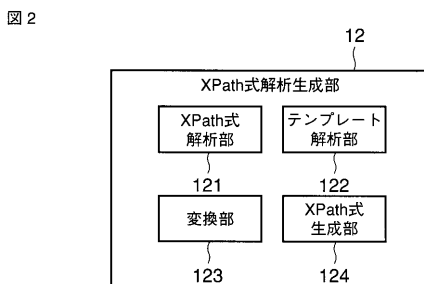 図２
12
XPath式解析生成部
XPath式
解析部
テンプレート
解析部
121
122
変換部
XPath式
生成部
123
124